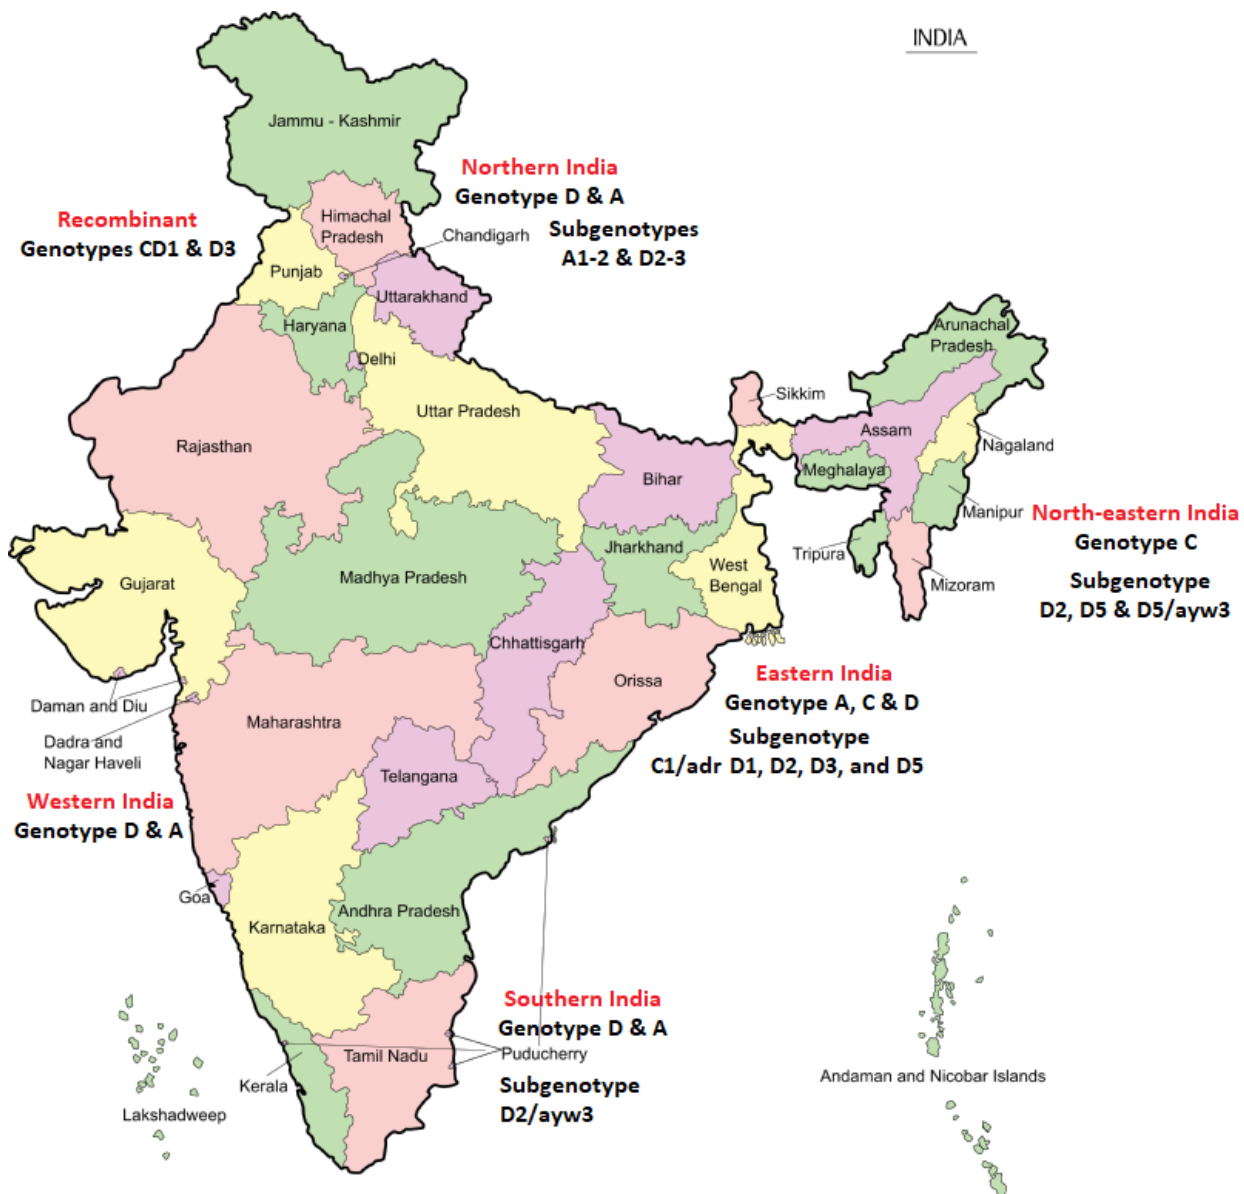 INDIA
Jammu - Kashmir
Northern India
Genotype D & A
Subgenotypes
A1-2 & D2-3
Recombinant
Genotypes CD1 & D3
Himachal
Pradesh
Chandigarh
Punjab
Uttarakhand
Haryana
Delhi
Arunachal
Pradesh
Sikkim
Uttar Pradesh
Assam
Nagaland
Rajasthan
Meghalaya
Bihar
Manipur
North-eastern India
Genotype C
Subgenotype
D2, D5 & D5/ayw3
Tripura
Mizoram
Jharkhand
West
Bengal
Gujarat
Madhya Pradesh
Chhattisgarh
Orissa
Eastern India
Genotype A, C & D
Subgenotype
C1/adr D1, D2, D3, and D5
Daman and Diu
Maharashtra
Dadra and
Nagar Haveli
Telangana
Western India
Genotype D & A
Goa
Karnataka
Andhra Pradesh
Southern India
Genotype D & A
Puducherry
Subgenotype
D2/ayw3
Tamil Nadu
Kerala
Lakshadweep
Andaman and Nicobar Islands